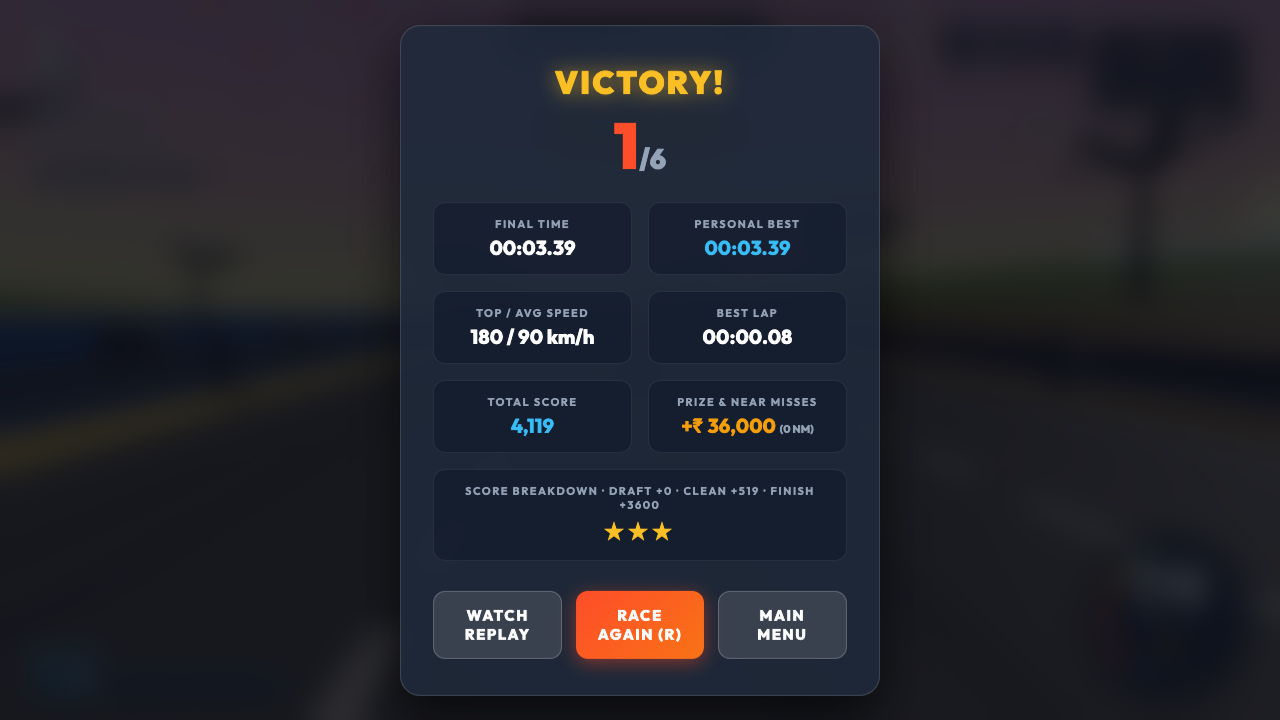 VICTORY!
1/6
FINAL TIME
00:03.39
PERSONAL BEST
00:03.39
TOP / AVG SPEED
180 / 90 km/h
BEST LAP
00:00.08
TOTAL SCORE
4,119
PRIZE & NEAR MISSES
+₹ 36,000 (0 NM)
SCORE BREAKDOWN · DRAFT +0 · CLEAN +519 · FINISH
+3600
★★★
WATCH
REPLAY
RACE
AGAIN (R)
MAIN
MENU